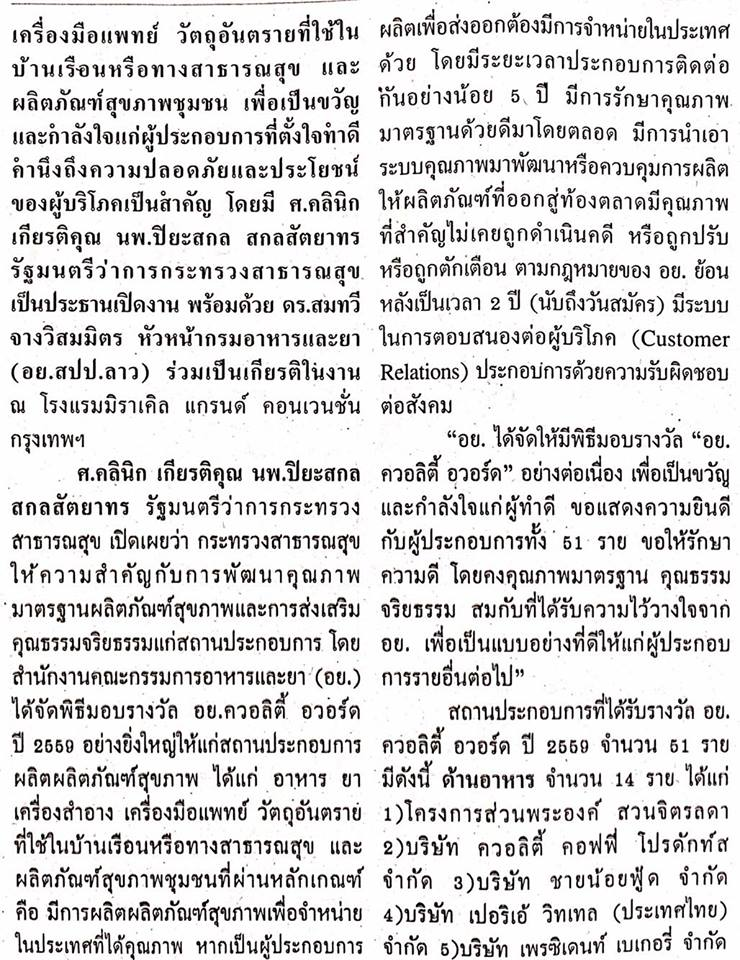 เครื่องมือแพทย์ วัตถุอันตรายที่ใช้ใน
บ้านเรือนหรือทางสาธารณสุข และ
ผลิตภัณฑ์สุขภาพชุมชน เพื่อเป็นขวัญ
และกำลังใจแก่ผู้ประกอบการที่ตั้งใจทำดี
คำนึงถึงความปลอดภัยและประโยชน์
ของผู้บริโภคเป็นสำคัญ โดยมี ศ.คลินิก
เกียรติคุณ นพ.ปิยะสกล สกลสัตยาทร
รัฐมนตรีว่าการกระทรวงสาธารณสุข
เป็นประธานเปิดงาน พร้อมด้วย ดร.สมทวี
จางวิสมมิตร หัวหน้ากรมอาหารและยา
(อย.สปป.ลาว) ร่วมเป็นเกียรติในงาน
ณ โรงแรมมิราเคิล แกรนด์ คอนเวนชั่น
กรุงเทพฯ
ศ.คลินิก เกียรติคุณ นพ.ปิยะสกล
สกลสัตยาทร รัฐมนตรีว่าการกระทรวง
สาธารณสุข เปิดเผยว่า กระทรวงสาธารณสุข
ให้ความสำคัญกับการพัฒนาคุณภาพ
มาตรฐานผลิตภัณฑ์สุขภาพและการส่งเสริม
คุณธรรมจริยธรรมแก่สถานประกอบการ โดย
สำนักงานคณะกรรมการอาหารและยา (อย.)
ได้จัดพิธีมอบรางวัล อย.ควอลิตี้ อวอร์ด
ปี 2559 อย่างยิ่งใหญ่ให้แก่สถานประกอบการ
ผลิตผลิตภัณฑ์สุขภาพ ได้แก่ อาหาร ยา
เครื่องสำอาง เครื่องมือแพทย์ วัตถุอันตราย
ที่ใช้ในบ้านเรือนหรือทางสาธารณสุข และ
ผลิตภัณฑ์สุขภาพชุมชนที่ผ่านหลักเกณฑ์
คือ มีการผลิตผลิตภัณฑ์สุขภาพเพื่อจำหน่าย
ในประเทศที่ได้คุณภาพ หากเป็นผู้ประกอบการ
ผลิตเพื่อส่งออกต้องมีการจำหน่ายในประเทศ
ด้วย โดยมีระยะเวลาประกอบการติดต่อ
กันอย่างน้อย 5 ปี มีการรักษาคุณภาพ
มาตรฐานด้วยดีมาโดยตลอด มีการนำเอา
ระบบคุณภาพมาพัฒนาหรือควบคุมการผลิต
ให้ผลิตภัณฑ์ที่ออกสู่ท้องตลาดมีคุณภาพ
ที่สำคัญไม่เคยถูกดำเนินคดี หรือถูกปรับ
หรือถูกตักเตือน ตามกฎหมายของ อย. ย้อน
หลังเป็นเวลา 2 ปี (นับถึงวันสมัคร) มีระบบ
ในการตอบสนองต่อผู้บริโภค (Customer
Relations) ประกอบการด้วยความรับผิดชอบ
ต่อสังคม
“อย. ได้จัดให้มีพิธีมอบรางวัล “อย.
ควอลิตี้ อวอร์ด” อย่างต่อเนื่อง เพื่อเป็นขวัญ
และกำลังใจแก่ผู้ทำดี ขอแสดงความยินดี
กับผู้ประกอบการทั้ง 51 ราย ขอให้รักษา
ความดี โดยคงคุณภาพมาตรฐาน คุณธรรม
จริยธรรม สมกับที่ได้รับความไว้วางใจจาก
อย. เพื่อเป็นแบบอย่างที่ดีให้แก่ผู้ประกอบ
การรายอื่นต่อไป”
สถานประกอบการที่ได้รับรางวัล อย.
ควอลิตี้ อวอร์ด ปี 2559 จำนวน 51 ราย
มีดังนี้ ด้านอาหาร จำนวน 14 ราย ได้แก่
1)โครงการส่วนพระองค์ สวนจิตรลดา
2)บริษัท ควอลิตี้ คอฟฟี่ โปรดักท์ส
จำกัด 3)บริษัท ชายน้อยฟู้ด จำกัด
4)บริษัท เปอริเอ้ วิทเทล (ประเทศไทย)
จำกัด 5)บริษัท เพรซิเดนท์ เบเกอรี่ จำกัด